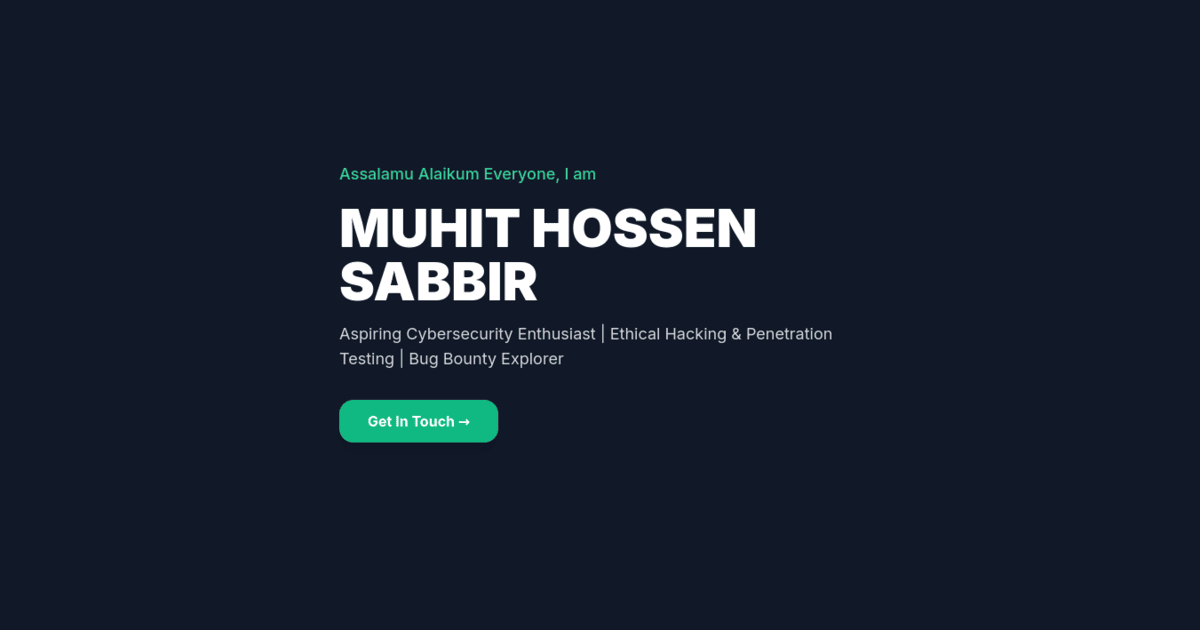 Assalamu Alaikum Everyone, I am
MUHIT HOSSEN
SABBIR
Aspiring Cybersecurity Enthusiast | Ethical Hacking & Penetration
Testing | Bug Bounty Explorer
Get In Touch →